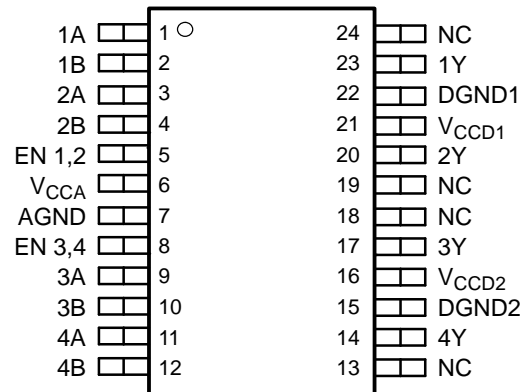 1A 1 24 NC
1B 2 23 1Y
2A 3 22 DGND1
2B 4 21 VCCD1
EN 1,2 5 20 2Y
VCCA 6 19 NC
AGND 7 18 NC
EN 3,4 8 17 3Y
3A 9 16 VCCD2
3B 10 15 DGND2
4A 11 14 4Y
4B 12 13 NC